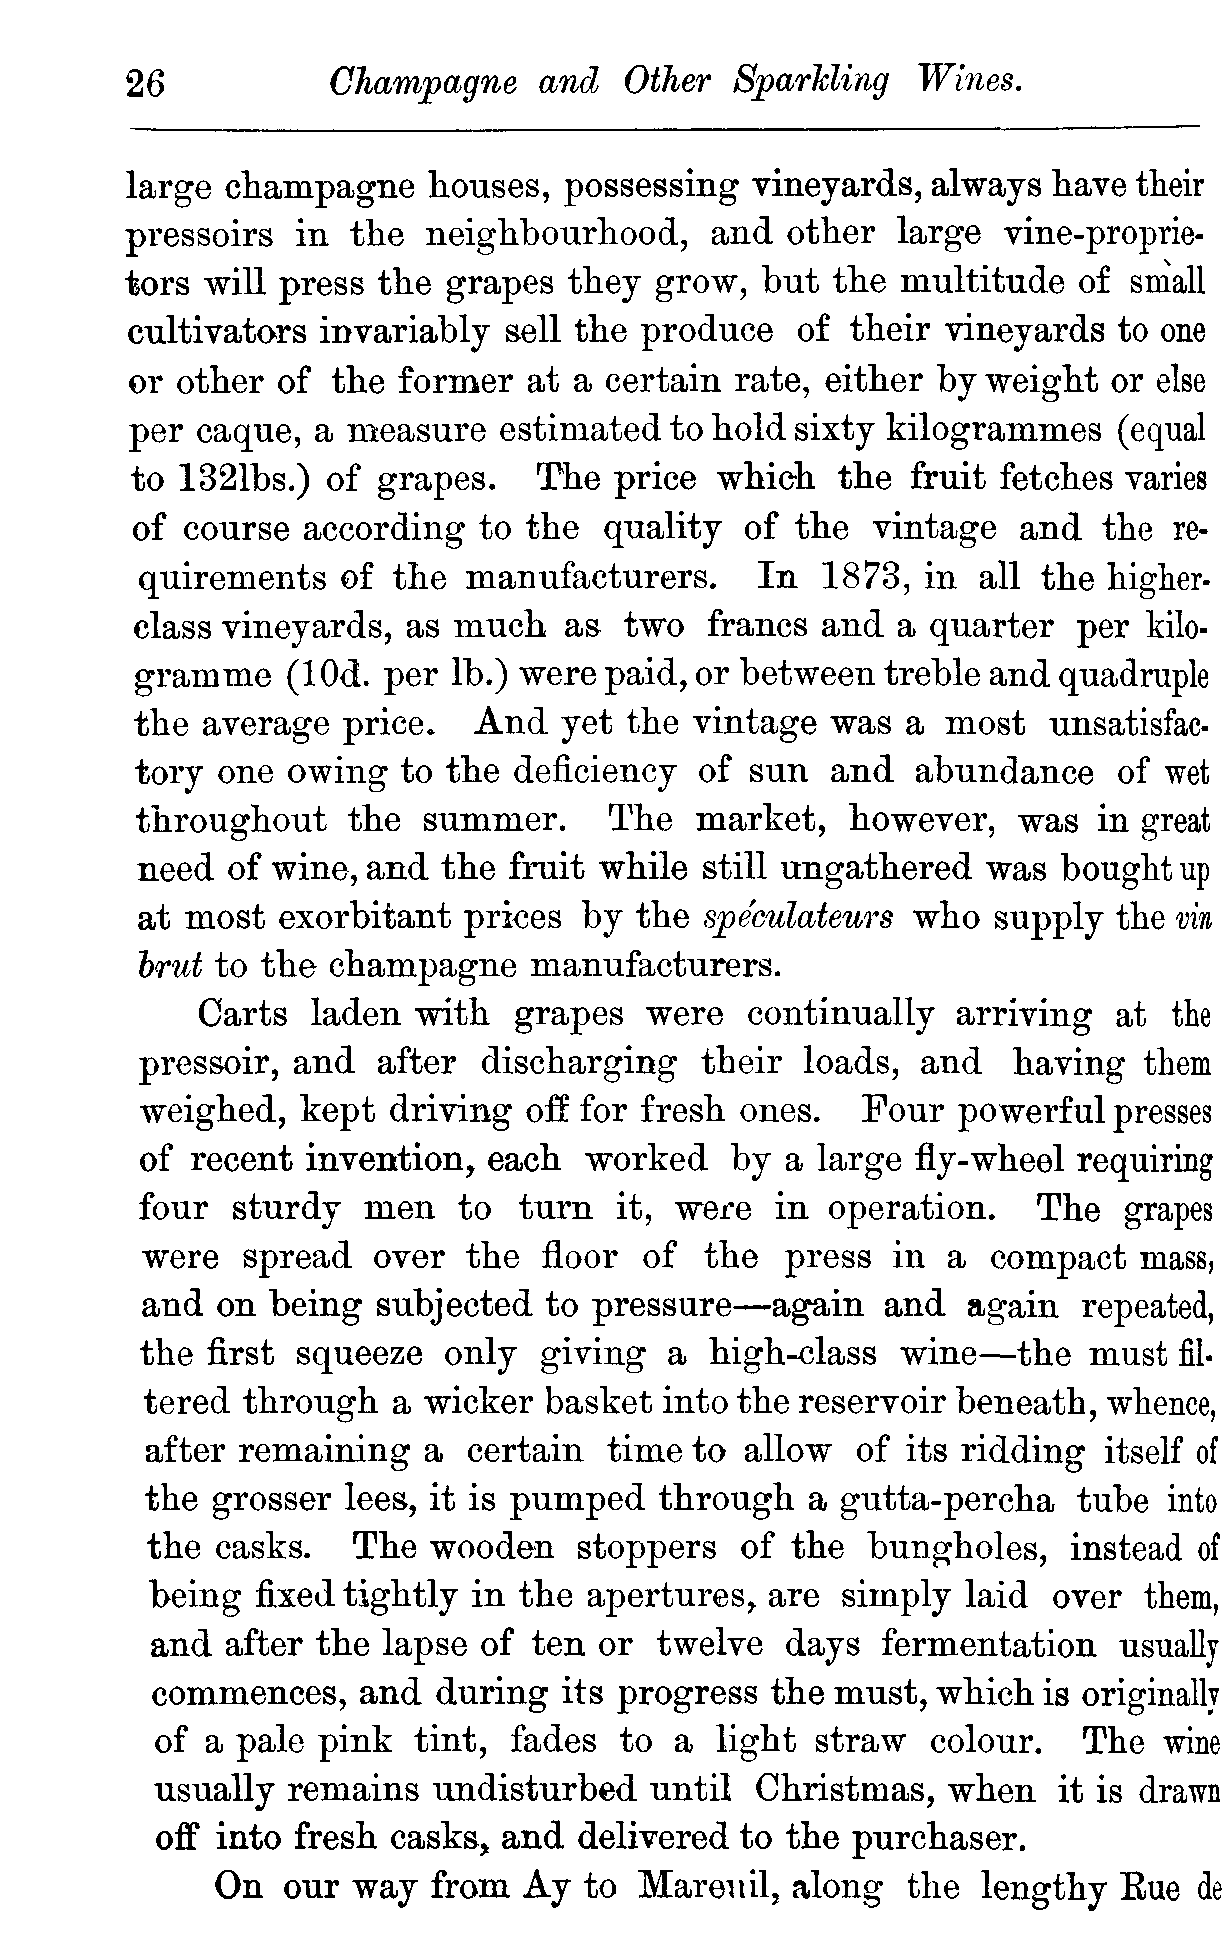 26 Champagne and Other Sparkling Wines.
large champagne houses, possessing vineyards, always have their
pressoirs in the neighbourhood, and other large vine-proprie-
tors will press the grapes they grow, but the multitude of small
cultivators invariably sell the produce of their vineyards to one
or other of the former at a certain rate, either by weight or else
per caque, a measure estimated to hold sixty kilogrammes (equal
to 132lbs.) of grapes. The price which the fruit fetches varies
of course according to the quality of the vintage and the re-
quirements of the manufacturers. In 1873, in all the higher-
class vineyards, as much as two francs and a quarter per kilo-
gramme (10d. per lb.) were paid, or between treble and quadruple
the average price. And yet the vintage was a most unsatisfac-
tory one owing to the deficiency of sun and abundance of wet
throughout the summer. The market, however, was in great
need of wine, and the fruit while still ungathered was bought up
at most exorbitant prices by the spéculateurs who supply the vin
brut to the champagne manufacturers.
Carts laden with grapes were continually arriving at the
pressoir, and after discharging their loads, and having them
weighed, kept driving off for fresh ones. Four powerful presses
of recent invention, each worked by a large fly-wheel requiring
four sturdy men to turn it, were in operation. The grapes
were spread over the floor of the press in a compact mass,
and on being subjected to pressure—again and again repeated,
the first squeeze only giving a high-class wine—the must fil-
tered through a wicker basket into the reservoir beneath, whence,
after remaining a certain time to allow of its ridding itself of
the grosser lees, it is pumped through a gutta-percha tube into
the casks. The wooden stoppers of the bungholes, instead of
being fixed tightly in the apertures, are simply laid over them,
and after the lapse of ten or twelve days fermentation usually
commences, and during its progress the must, which is originally
of a pale pink tint, fades to a light straw colour. The wine
usually remains undisturbed until Christmas, when it is drawn
off into fresh casks, and delivered to the purchaser.
On our way from Ay to Mareuil, along the lengthy Rue de